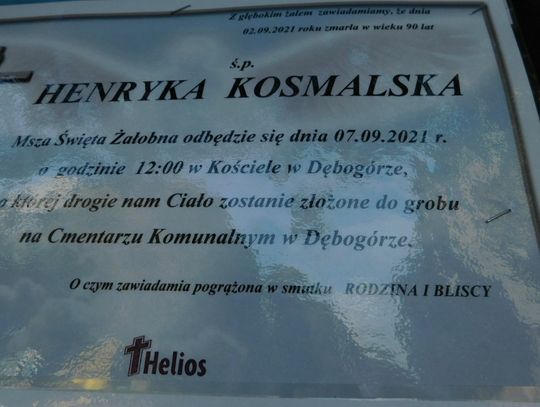 Z głębokim żalem zawiadamiamy, że dnia
02.09.2021 roku zmarła w wieku 90 lat
ś.p.
HENRYKA KOSMALSKA
Msza Święta Żałobna odbędzie się dnia 07.09.2021 r.
o godzinie 12:00 w Kościele w Dębogórze,
o której drogie nam Ciało zostanie złożone do grobu
na Cmentarzu Komunalnym w Dębogórze.
O czym zawiadamia pogrążona w smutku RODZINA I BLISCY
Helios